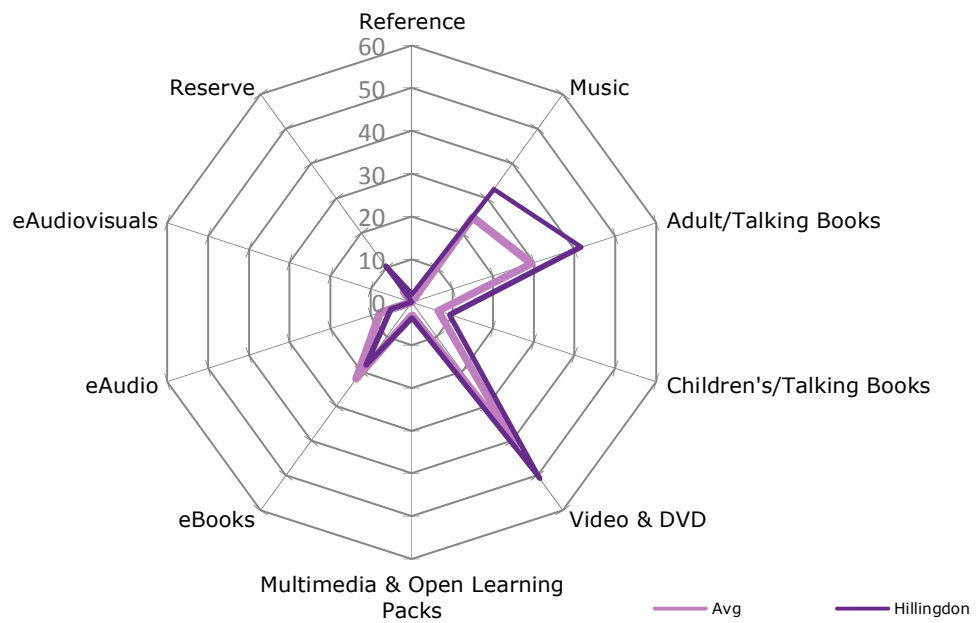 Reference
60
50
40
30
20
10
0
Music
Adult/Talking Books
Children's/Talking Books
Video & DVD
Multimedia & Open Learning
Packs
eBooks
eAudio
eAudiovisuals
Reserve
Avg
Hillingdon